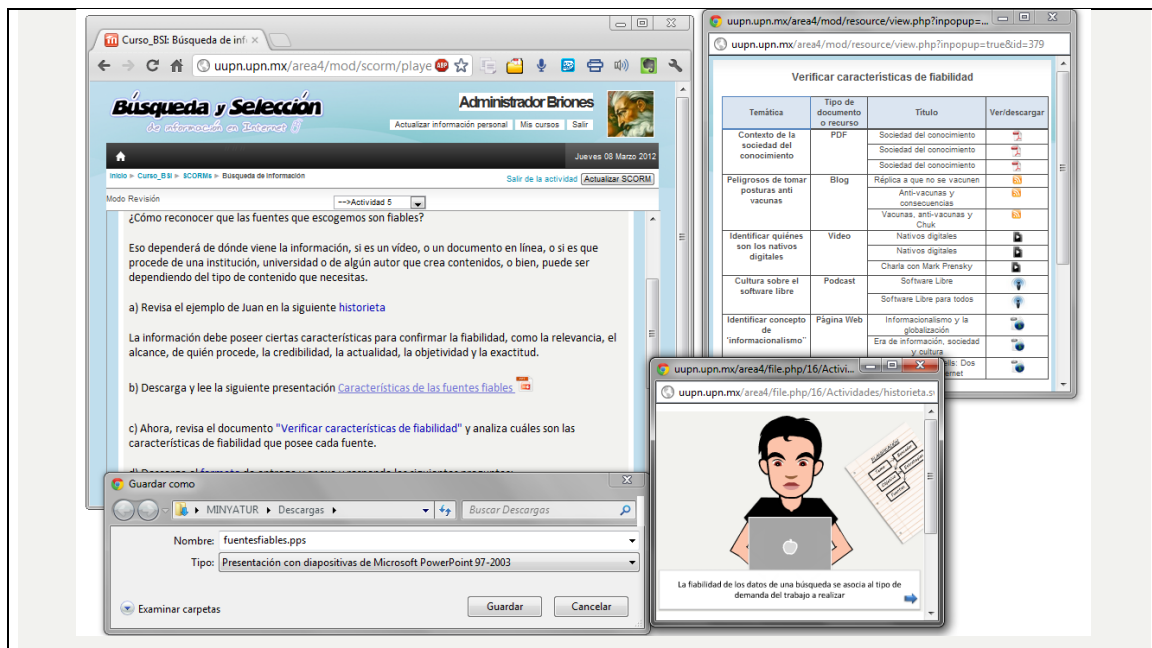 Curso_BSI: Búsqueda de inf
uupn.upn.mx/area4/mod/scorm/playe
ABP
Búsqueda y Selección
de información en Internet
Administrador Briones
Actualizar información personal Mis cursos Salir
Jueves 08 Marzo 2012
Inicio ► Curso_BSI ► SCORMs ► Búsqueda de Información
Salir de la actividad Actualizar SCORM
Modo Revisión
-->Actividad 5
¿Cómo reconocer que las fuentes que escogemos son fiables?
Eso dependerá de dónde viene la información, si es un vídeo, o un documento en línea, o si es que
procede de una institución, universidad o de algún autor que crea contenidos, o bien, puede ser
dependiendo del tipo de contenido que necesitas.
a) Revisa el ejemplo de Juan en la siguiente historieta
La información debe poseer ciertas características para confirmar la fiabilidad, como la relevancia, el
alcance, de quién procede, la credibilidad, la actualidad, la objetividad y la exactitud.
b) Descarga y lee la siguiente presentación Características de las fuentes fiables
c) Ahora, revisa el documento "Verificar características de fiabilidad" y analiza cuáles son las
características de fiabilidad que posee cada fuente.
uupn.upn.mx/area4/mod/resource/view.php?inpopup=...
uupn.upn.mx/area4/mod/resource/view.php?inpopup=true&id=379
Verificar características de fiabilidad
Temática
Tipo de
documento
o recurso
Título
Ver/descargar
Contexto de la
sociedad del
conocimiento
PDF
Sociedad del conocimiento
Sociedad del conocimiento
Sociedad del conocimiento
Peligrosos de tomar
posturas anti
vacunas
Blog
Réplica a que no se vacunen
Anti-vacunas y
consecuencias
Vacunas, anti-vacunas y
Chuk
Identificar quiénes
son los nativos
digitales
Video
Nativos digitales
Nativos digitales
Charla con Mark Prensky
Cultura sobre el
software libre
Podcast
Software Libre
Software Libre para todos
Identificar concepto
de
"informacionalismo"
Página Web
Informacionalismo y la
globalización
Era de información, sociedad
y cultura
ells: Dos
ernet
Guardar como
MINYATUR ► Descargas ►
Buscar Descargas
Nombre: fuentesfiables.pps
Tipo: Presentación con diapositivas de Microsoft PowerPoint 97-2003
Examinar carpetas
Guardar Cancelar
uupn.upn.mx/area4/file.php/16/Activi...
uupn.upn.mx/area4/file.php/16/Actividades/historieta.s
La fiabilidad de los datos de una búsqueda se asocia al tipo de
demanda del trabajo a realizar